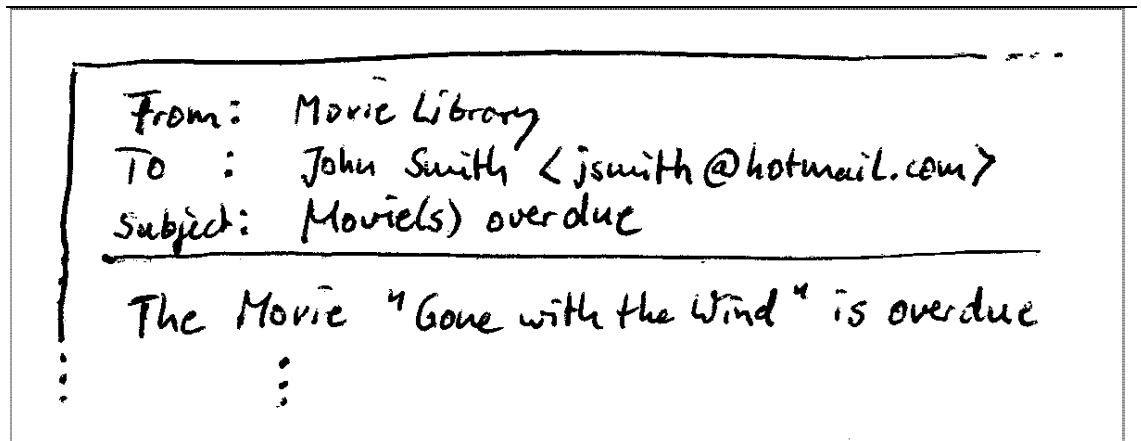 From: Movie Library
To : John Smith <jsmith@hotmail.com>
Subject: Movie(s) overdue
The Movie "Gone with the Wind" is overdue